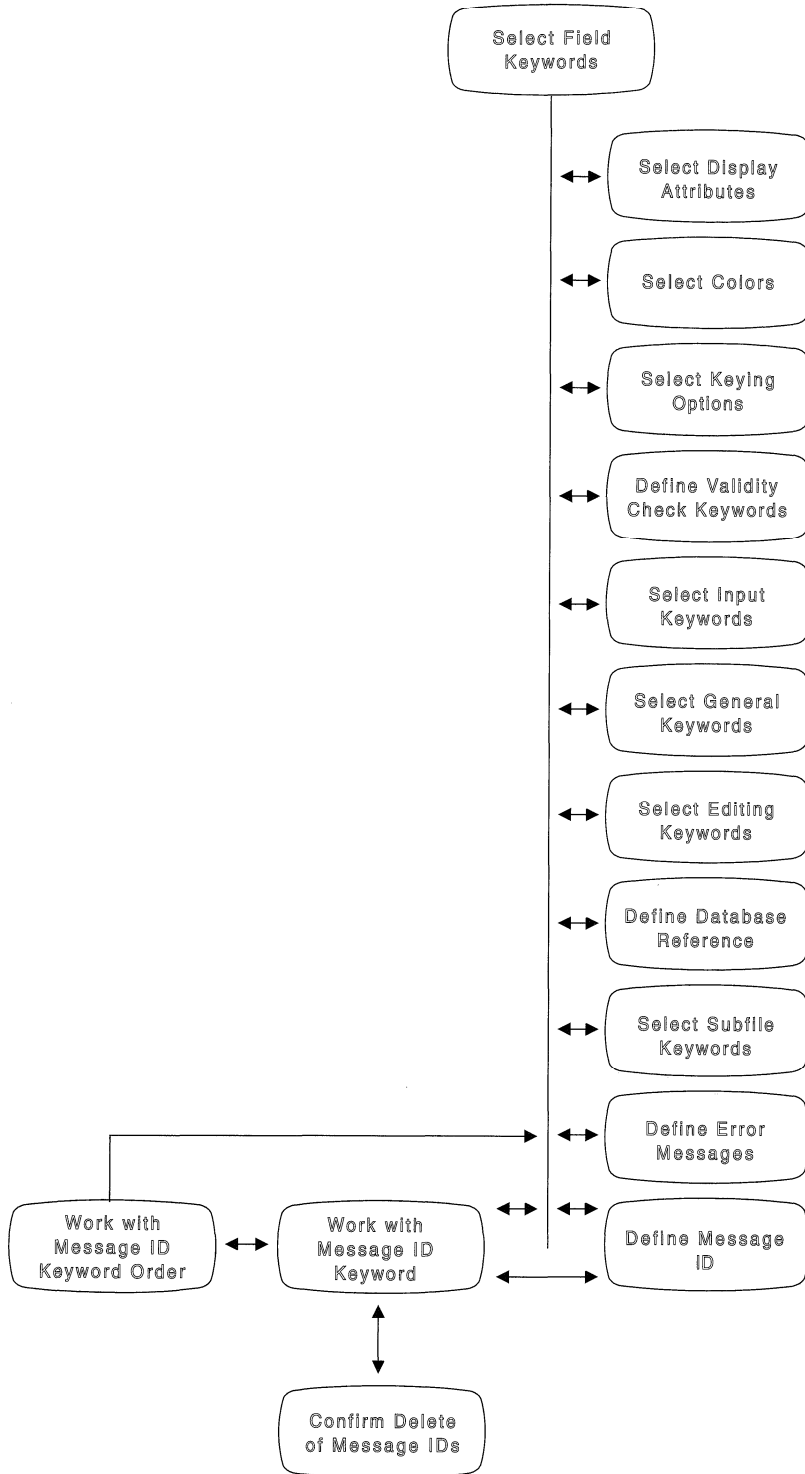 Select Field
Keywords
Select Display
Attributes
Select Colors
Select Keying
Options
Define Validity
Check Keywords
Select Input
Keywords
Select General
Keywords
Select Editing
Keywords
Define Database
Reference
Select Subfile
Keywords
Define Error
Messages
Work with
Message ID
Keyword Order
Work with
Message ID
Keyword
Define Message
ID
Confirm Delete
of Message IDs